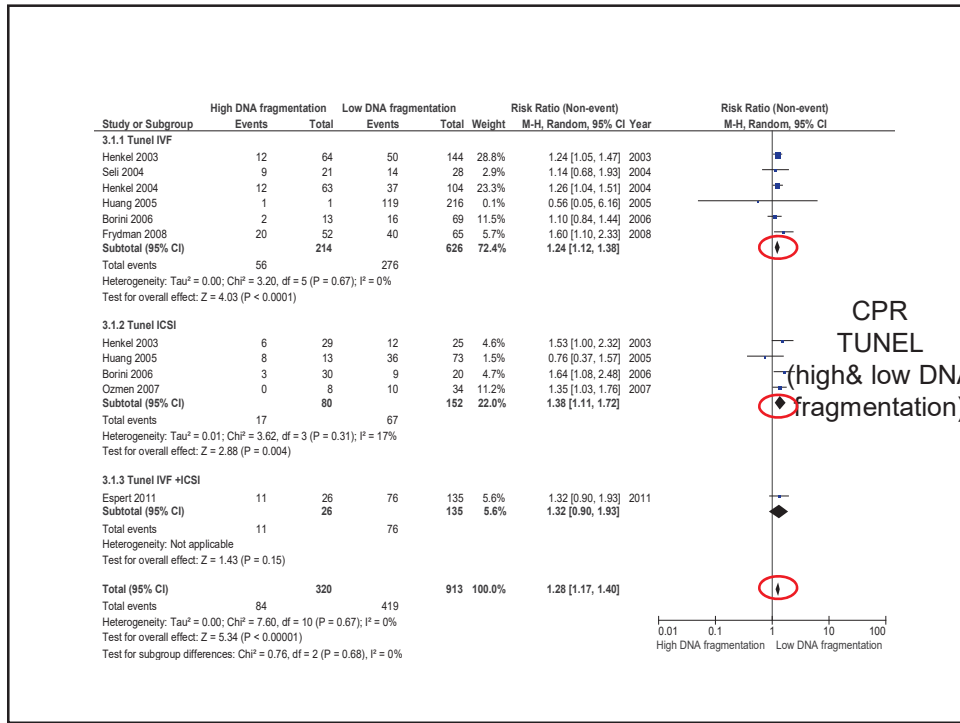 High DNA fragmentation Low DNA fragmentation Risk Ratio (Non-event) Risk Ratio (Non-event)
Study or Subgroup Events Total Events Total Weight M-H, Random, 95% CI Year M-H, Random, 95% CI
3.1.1 Tunel IVF
Henkel 2003 12 64 50 144 28.8% 1.24 [1.05, 1.47] 2003
Seli 2004 9 21 14 28 2.9% 1.14 [0.68, 1.93] 2004
Henkel 2004 12 63 37 104 23.3% 1.26 [1.04, 1.51] 2004
Huang 2005 1 1 119 216 0.1% 0.56 [0.05, 6.16] 2005
Borini 2006 2 13 16 69 11.5% 1.10 [0.84, 1.44] 2006
Frydman 2008 20 52 40 65 5.7% 1.60 [1.10, 2.33] 2008
Subtotal (95% CI) 214 626 72.4% 1.24 [1.12, 1.38]
Total events 56 276
Heterogeneity: Tau² = 0.00; Chi² = 3.20, df = 5 (P = 0.67); I² = 0%
Test for overall effect: Z = 4.03 (P < 0.0001)
3.1.2 Tunel ICSI
Henkel 2003 6 29 12 25 4.6% 1.53 [1.00, 2.32] 2003
Huang 2005 8 13 36 73 1.5% 0.76 [0.37, 1.57] 2005
Borini 2006 3 30 9 20 4.7% 1.64 [1.08, 2.48] 2006
Ozmen 2007 0 8 10 34 11.2% 1.35 [1.03, 1.76] 2007
Subtotal (95% CI) 80 152 22.0% 1.38 [1.11, 1.72]
Total events 17 67
Heterogeneity: Tau² = 0.01; Chi² = 3.62, df = 3 (P = 0.31); I² = 17%
Test for overall effect: Z = 2.88 (P = 0.004)
3.1.3 Tunel IVF +ICSI
Espert 2011 11 26 76 135 5.6% 1.32 [0.90, 1.93] 2011
Subtotal (95% CI) 26 135 5.6% 1.32 [0.90, 1.93]
Total events 11 76
Heterogeneity: Not applicable
Test for overall effect: Z = 1.43 (P = 0.15)
Total (95% CI) 320 913 100.0% 1.28 [1.17, 1.40]
Total events 84 419
Heterogeneity: Tau² = 0.00; Chi² = 7.60, df = 10 (P = 0.67); I² = 0%
Test for overall effect: Z = 5.34 (P < 0.00001)
Test for subgroup differences: Chi² = 0.76, df = 2 (P = 0.68), I² = 0%
0.01 0.1 1 10 100
High DNA fragmentation Low DNA fragmentation
CPR
TUNEL
(high& low DNA
fragmentation)